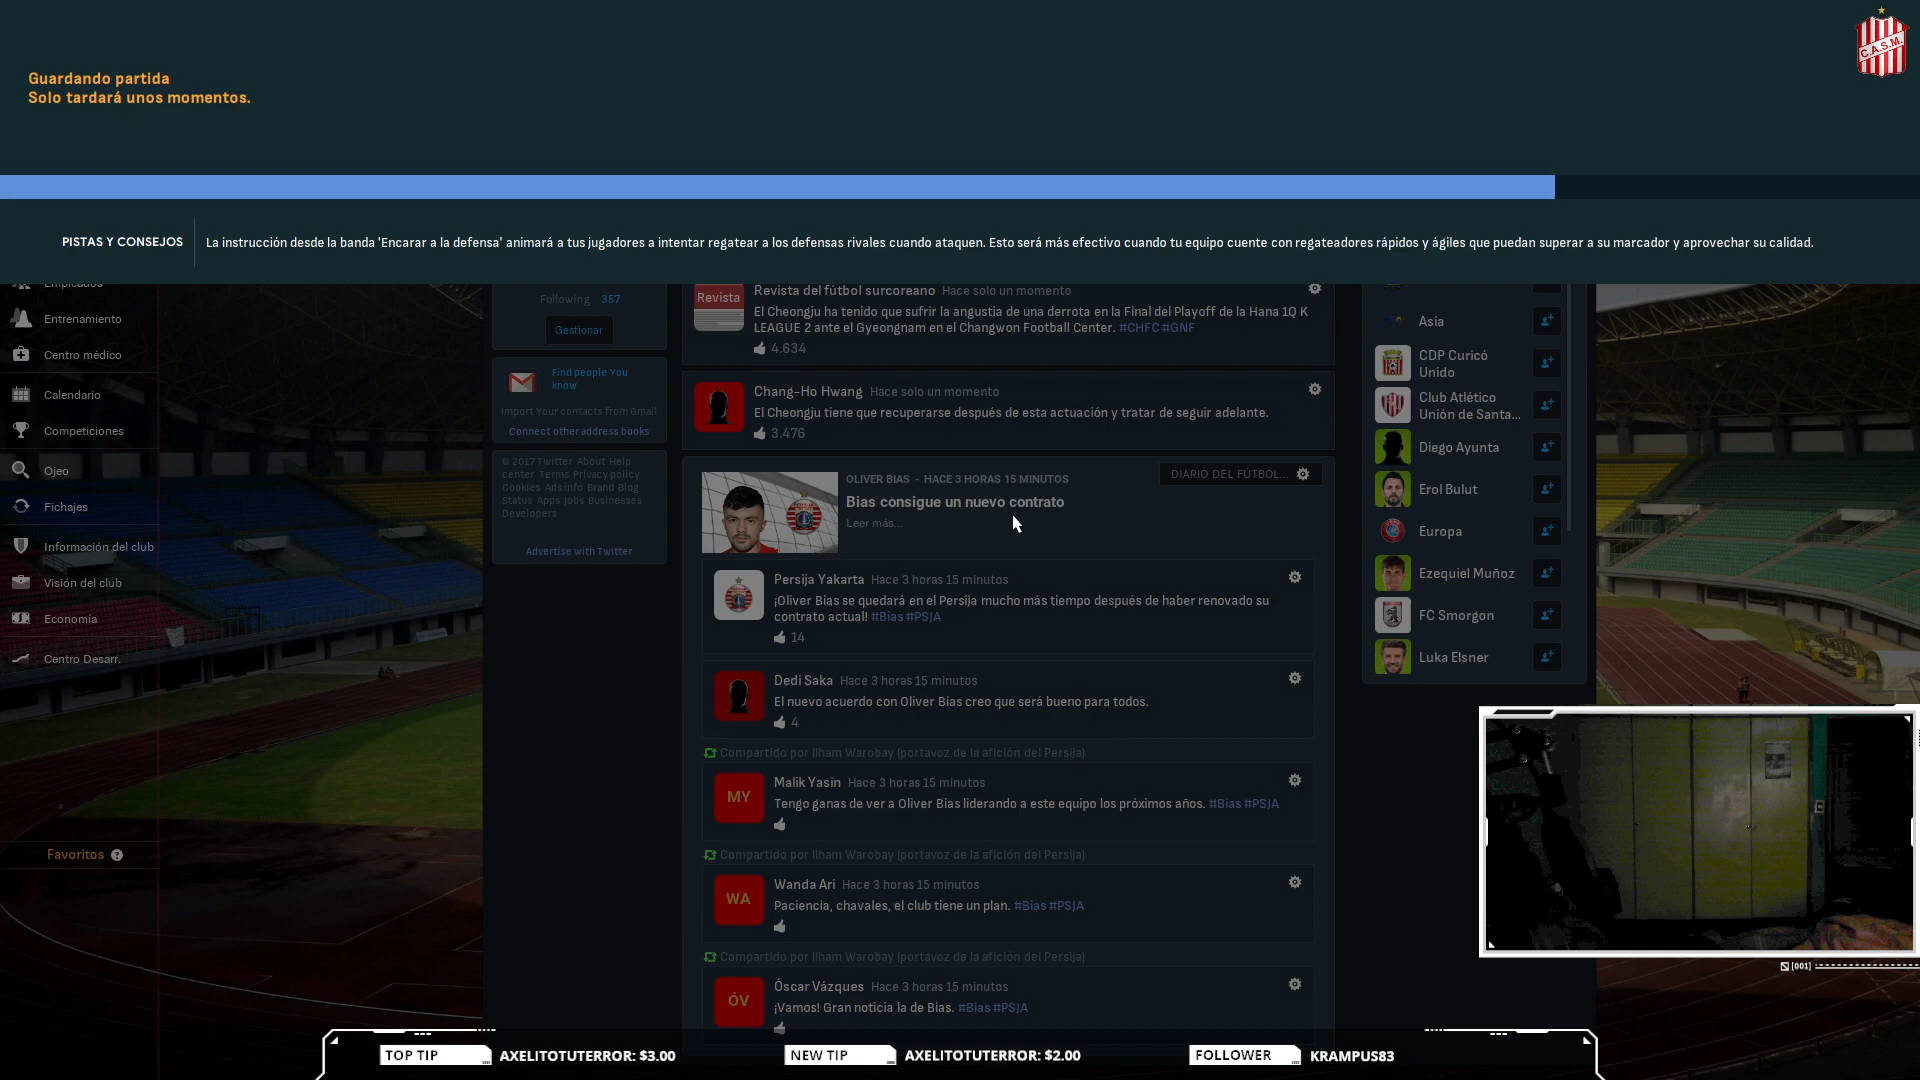 C.A.S.M.
Guardando partida
Solo tardará unos momentos.
PISTAS Y CONSEJOS
La instrucción desde la banda 'Encarar a la defensa' animará a tus jugadores a intentar regatear a los defensas rivales cuando ataquen. Esto será más efectivo cuando tu equipo cuente con regateadores rápidos y ágiles que puedan superar a su marcador y aprovechar su calidad.
Empleados
Entrenamiento
Centro médico
Calendario
Competiciones
Ojeo
Fichajes
Información del club
Visión del club
Economía
Centro Desarr.
Favoritos ?
Following 357
Gestionar
Find people You
know
Import Your contacts from Gmail
Connect other address books
© 2017 Twitter About Help
center Terms Privacy policy
Cookies Ads info Brand Blog
Status Apps Jobs Businesses
Developers
Advertise with Twitter
Revista
Revista del fútbol surcoreano Hace solo un momento
El Cheongju ha tenido que sufrir la angustia de una derrota en la Final del Playoff de la Hana 1Q K
LEAGUE 2 ante el Gyeongnam en el Changwon Football Center. #CHFC #GNF
4.634
Chang-Ho Hwang Hace solo un momento
El Cheongju tiene que recuperarse después de esta actuación y tratar de seguir adelante.
3.476
OLIVER BIAS - HACE 3 HORAS 15 MINUTOS
DIARIO DEL FÚTBOL...
Bias consigue un nuevo contrato
Leer más...
Persija Yakarta Hace 3 horas 15 minutos
¡Oliver Bias se quedará en el Persija mucho más tiempo después de haber renovado su
contrato actual! #Bias #PSJA
14
Dedi Saka Hace 3 horas 15 minutos
El nuevo acuerdo con Oliver Bias creo que será bueno para todos.
4
Compartido por Ilham Warobay (portavoz de la afición del Persija)
MY
Malik Yasin Hace 3 horas 15 minutos
Tengo ganas de ver a Oliver Bias liderando a este equipo los próximos años. #Bias #PSJA
Compartido por Ilham Warobay (portavoz de la afición del Persija)
WA
Wanda Ari Hace 3 horas 15 minutos
Paciencia, chavales, el club tiene un plan. #Bias #PSJA
Compartido por Ilham Warobay (portavoz de la afición del Persija)
ÓV
Óscar Vázques Hace 3 horas 15 minutos
¡Vamos! Gran noticia la de Bias. #Bias #PSJA
Asia
CDP Curicó
Unido
Club Atlético
Unión de Santa...
Diego Ayunta
Erol Bulut
Europa
Ezequiel Muñoz
FC Smorgon
Luka Elsner
[001]
TOP TIP AXELITOTUTERROR: $3.00
NEW TIP AXELITOTUTERROR: $2.00
FOLLOWER KRAMPUS83